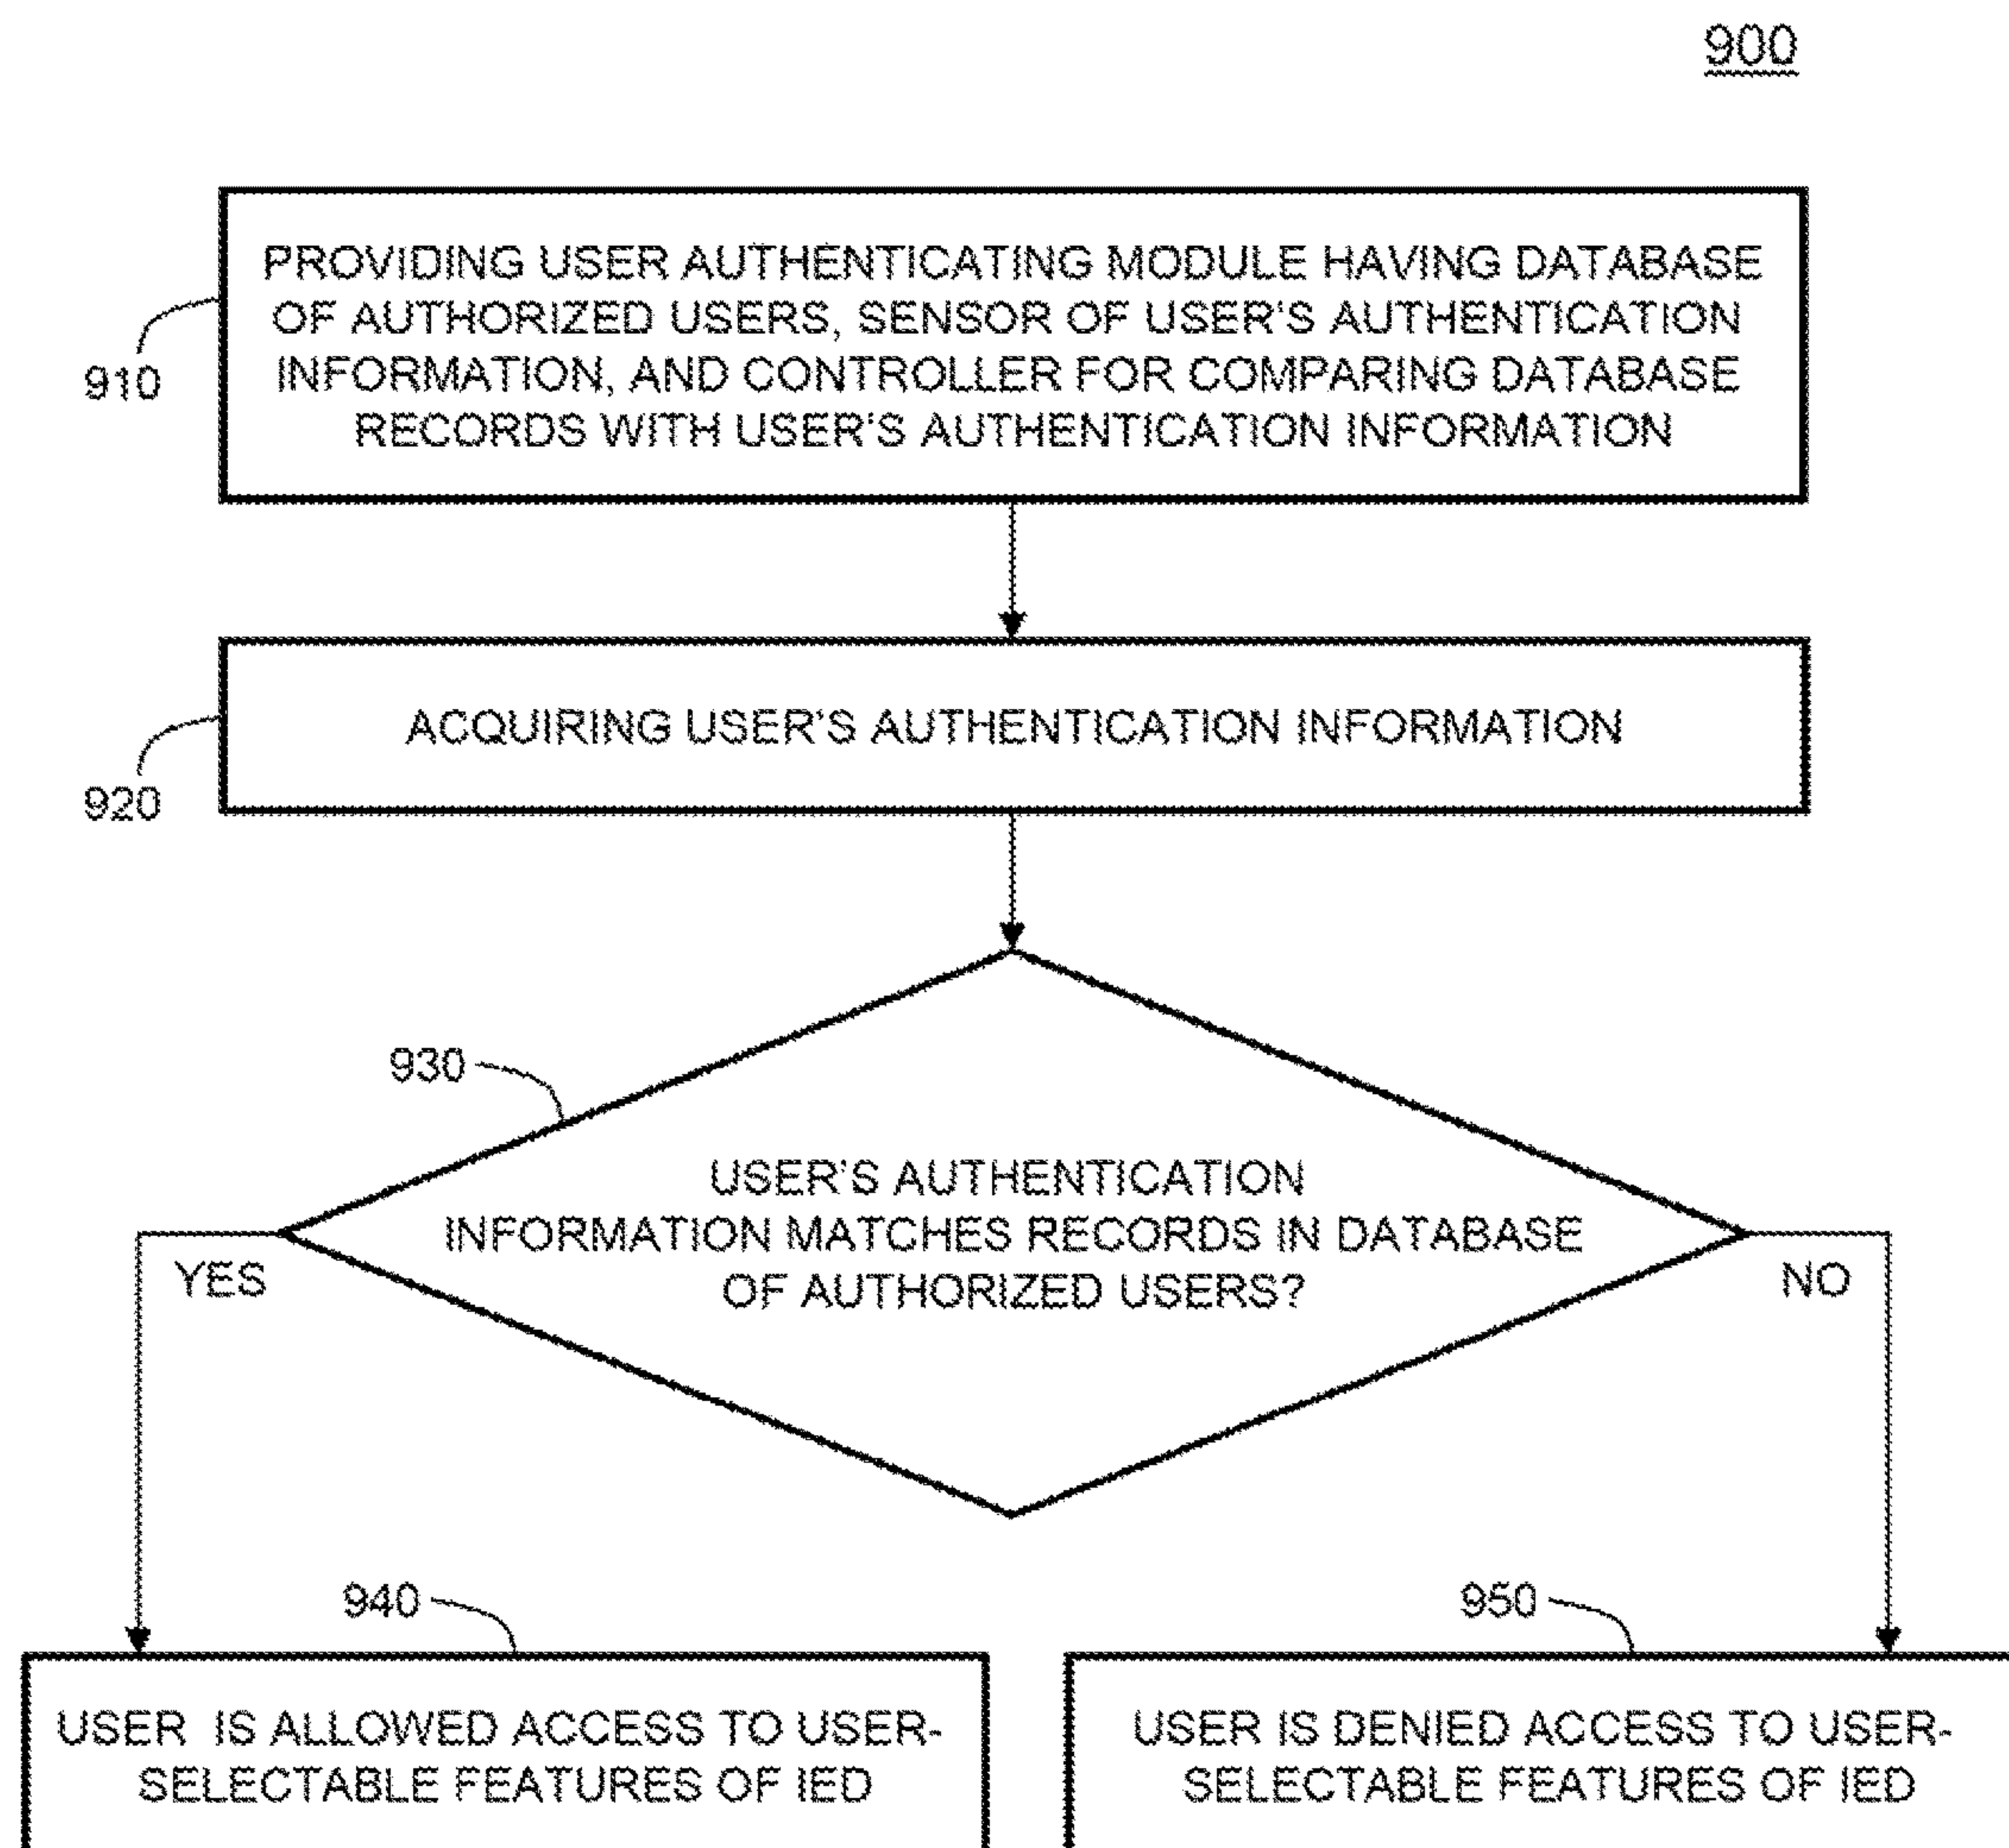 900
PROVIDING USER AUTHENTICATING MODULE HAVING DATABASE
OF AUTHORIZED USERS, SENSOR OF USER'S AUTHENTICATION
INFORMATION, AND CONTROLLER FOR COMPARING DATABASE
RECORDS WITH USER'S AUTHENTICATION INFORMATION
910
ACQUIRING USER'S AUTHENTICATION INFORMATION
920
930
USER'S AUTHENTICATION
INFORMATION MATCHES RECORDS IN DATABASE
OF AUTHORIZED USERS?
YES
NO
940
950
USER IS ALLOWED ACCESS TO USER-
SELECTABLE FEATURES OF IED
USER IS DENIED ACCESS TO USER-
SELECTABLE FEATURES OF IED